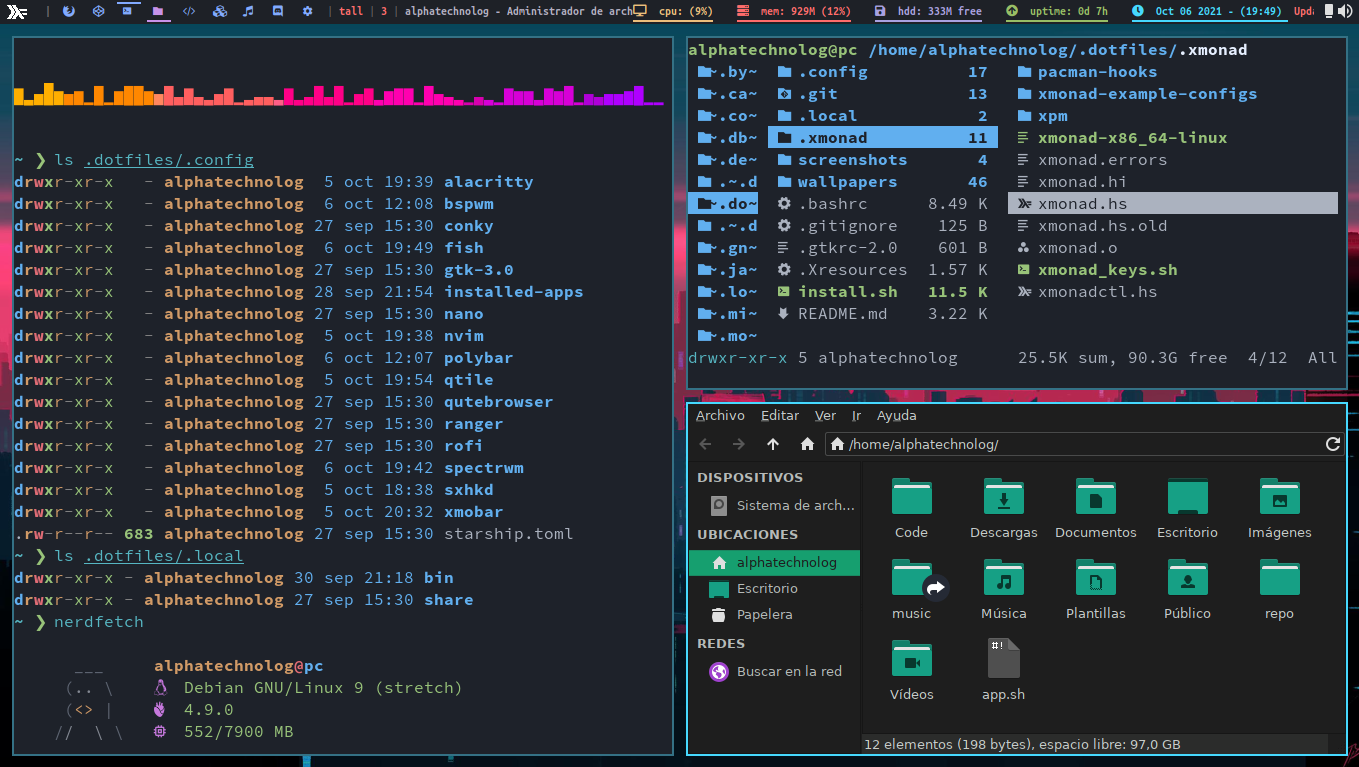 tall | 3 | alphatechnolog - Administrador de arch
cpu: (9%)
mem: 929M (12%)
hdd: 333M free
uptime: 0d 7h
Oct 06 2021 - (19:49)
Upda
~ ❯ ls .dotfiles/.config
drwxr-xr-x - alphatechnolog 5 oct 19:39 alacritty
drwxr-xr-x - alphatechnolog 6 oct 12:08 bspwm
drwxr-xr-x - alphatechnolog 27 sep 15:30 conky
drwxr-xr-x - alphatechnolog 6 oct 19:49 fish
drwxr-xr-x - alphatechnolog 27 sep 15:30 gtk-3.0
drwxr-xr-x - alphatechnolog 28 sep 21:54 installed-apps
drwxr-xr-x - alphatechnolog 27 sep 15:30 nano
drwxr-xr-x - alphatechnolog 5 oct 19:38 nvim
drwxr-xr-x - alphatechnolog 6 oct 12:07 polybar
drwxr-xr-x - alphatechnolog 5 oct 19:54 qtile
drwxr-xr-x - alphatechnolog 27 sep 15:30 qutebrowser
drwxr-xr-x - alphatechnolog 27 sep 15:30 ranger
drwxr-xr-x - alphatechnolog 27 sep 15:30 rofi
drwxr-xr-x - alphatechnolog 6 oct 19:42 spectrwm
drwxr-xr-x - alphatechnolog 5 oct 18:38 sxhkd
drwxr-xr-x - alphatechnolog 5 oct 20:32 xmobar
.rw-r--r-- 683 alphatechnolog 27 sep 15:30 starship.toml
~ ❯ ls .dotfiles/.local
drwxr-xr-x - alphatechnolog 30 sep 21:18 bin
drwxr-xr-x - alphatechnolog 27 sep 15:30 share
~ ❯ nerdfetch
alphatechnolog@pc
Debian GNU/Linux 9 (stretch)
4.9.0
552/7900 MB
alphatechnolog@pc /home/alphatechnolog/.dotfiles/.xmonad
~.by~ .config 17 pacman-hooks
~.ca~ .git 13 xmonad-example-configs
~.co~ .local 2 xpm
~.db~ .xmonad 11 xmonad-x86_64-linux
~.de~ screenshots 4 xmonad.errors
.~.d wallpapers 46 xmonad.hi
~.do~ .bashrc 8.49 K xmonad.hs
.~.d .gitignore 125 B xmonad.hs.old
~.gn~ .gtkrc-2.0 601 B xmonad.o
~.ja~ .Xresources 1.57 K xmonad_keys.sh
~.lo~ install.sh 11.5 K xmonadctl.hs
~.mi~ README.md 3.22 K
~.mo~
drwxr-xr-x 5 alphatechnolog 25.5K sum, 90.3G free 4/12 All
Archivo Editar Ver Ir Ayuda
/home/alphatechnolog/
DISPOSITIVOS
Sistema de arch...
UBICACIONES
alphatechnolog
Escritorio
Papelera
REDES
Buscar en la red
Code Descargas Documentos Escritorio Imágenes
music Música Plantillas Público repo
#!
Vídeos app.sh
12 elementos (198 bytes), espacio libre: 97,0 GB